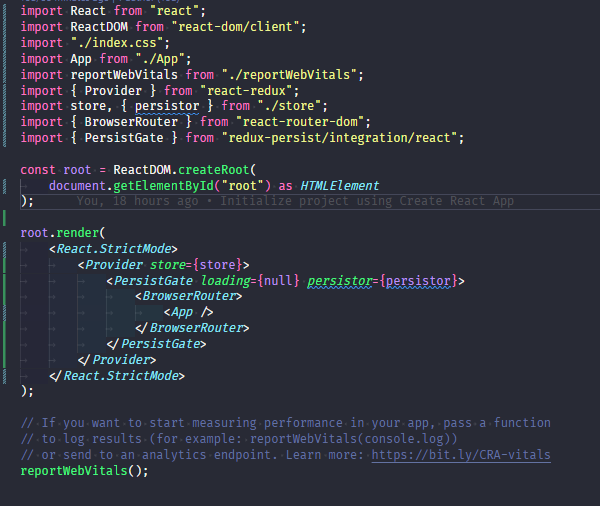 import React from "react";
import ReactDOM from "react-dom/client";
import "./index.css";
import App from "./App";
import reportWebVitals from "./reportWebVitals";
import { Provider } from "react-redux";
import store, { persistor } from "./store";
import { BrowserRouter } from "react-router-dom";
import { PersistGate } from "redux-persist/integration/react";
const root = ReactDOM.createRoot(
document.getElementById("root") as HTMLElement
); You, 18 hours ago • Initialize project using Create React App
root.render(
<React.StrictMode>
<Provider store={store}>
<PersistGate loading={null} persistor={persistor}>
<BrowserRouter>
<App />
</BrowserRouter>
</PersistGate>
</Provider>
</React.StrictMode>
);
// If you want to start measuring performance in your app, pass a function
// to log results (for example: reportWebVitals(console.log))
// or send to an analytics endpoint. Learn more: https://bit.ly/CRA-vitals
reportWebVitals();